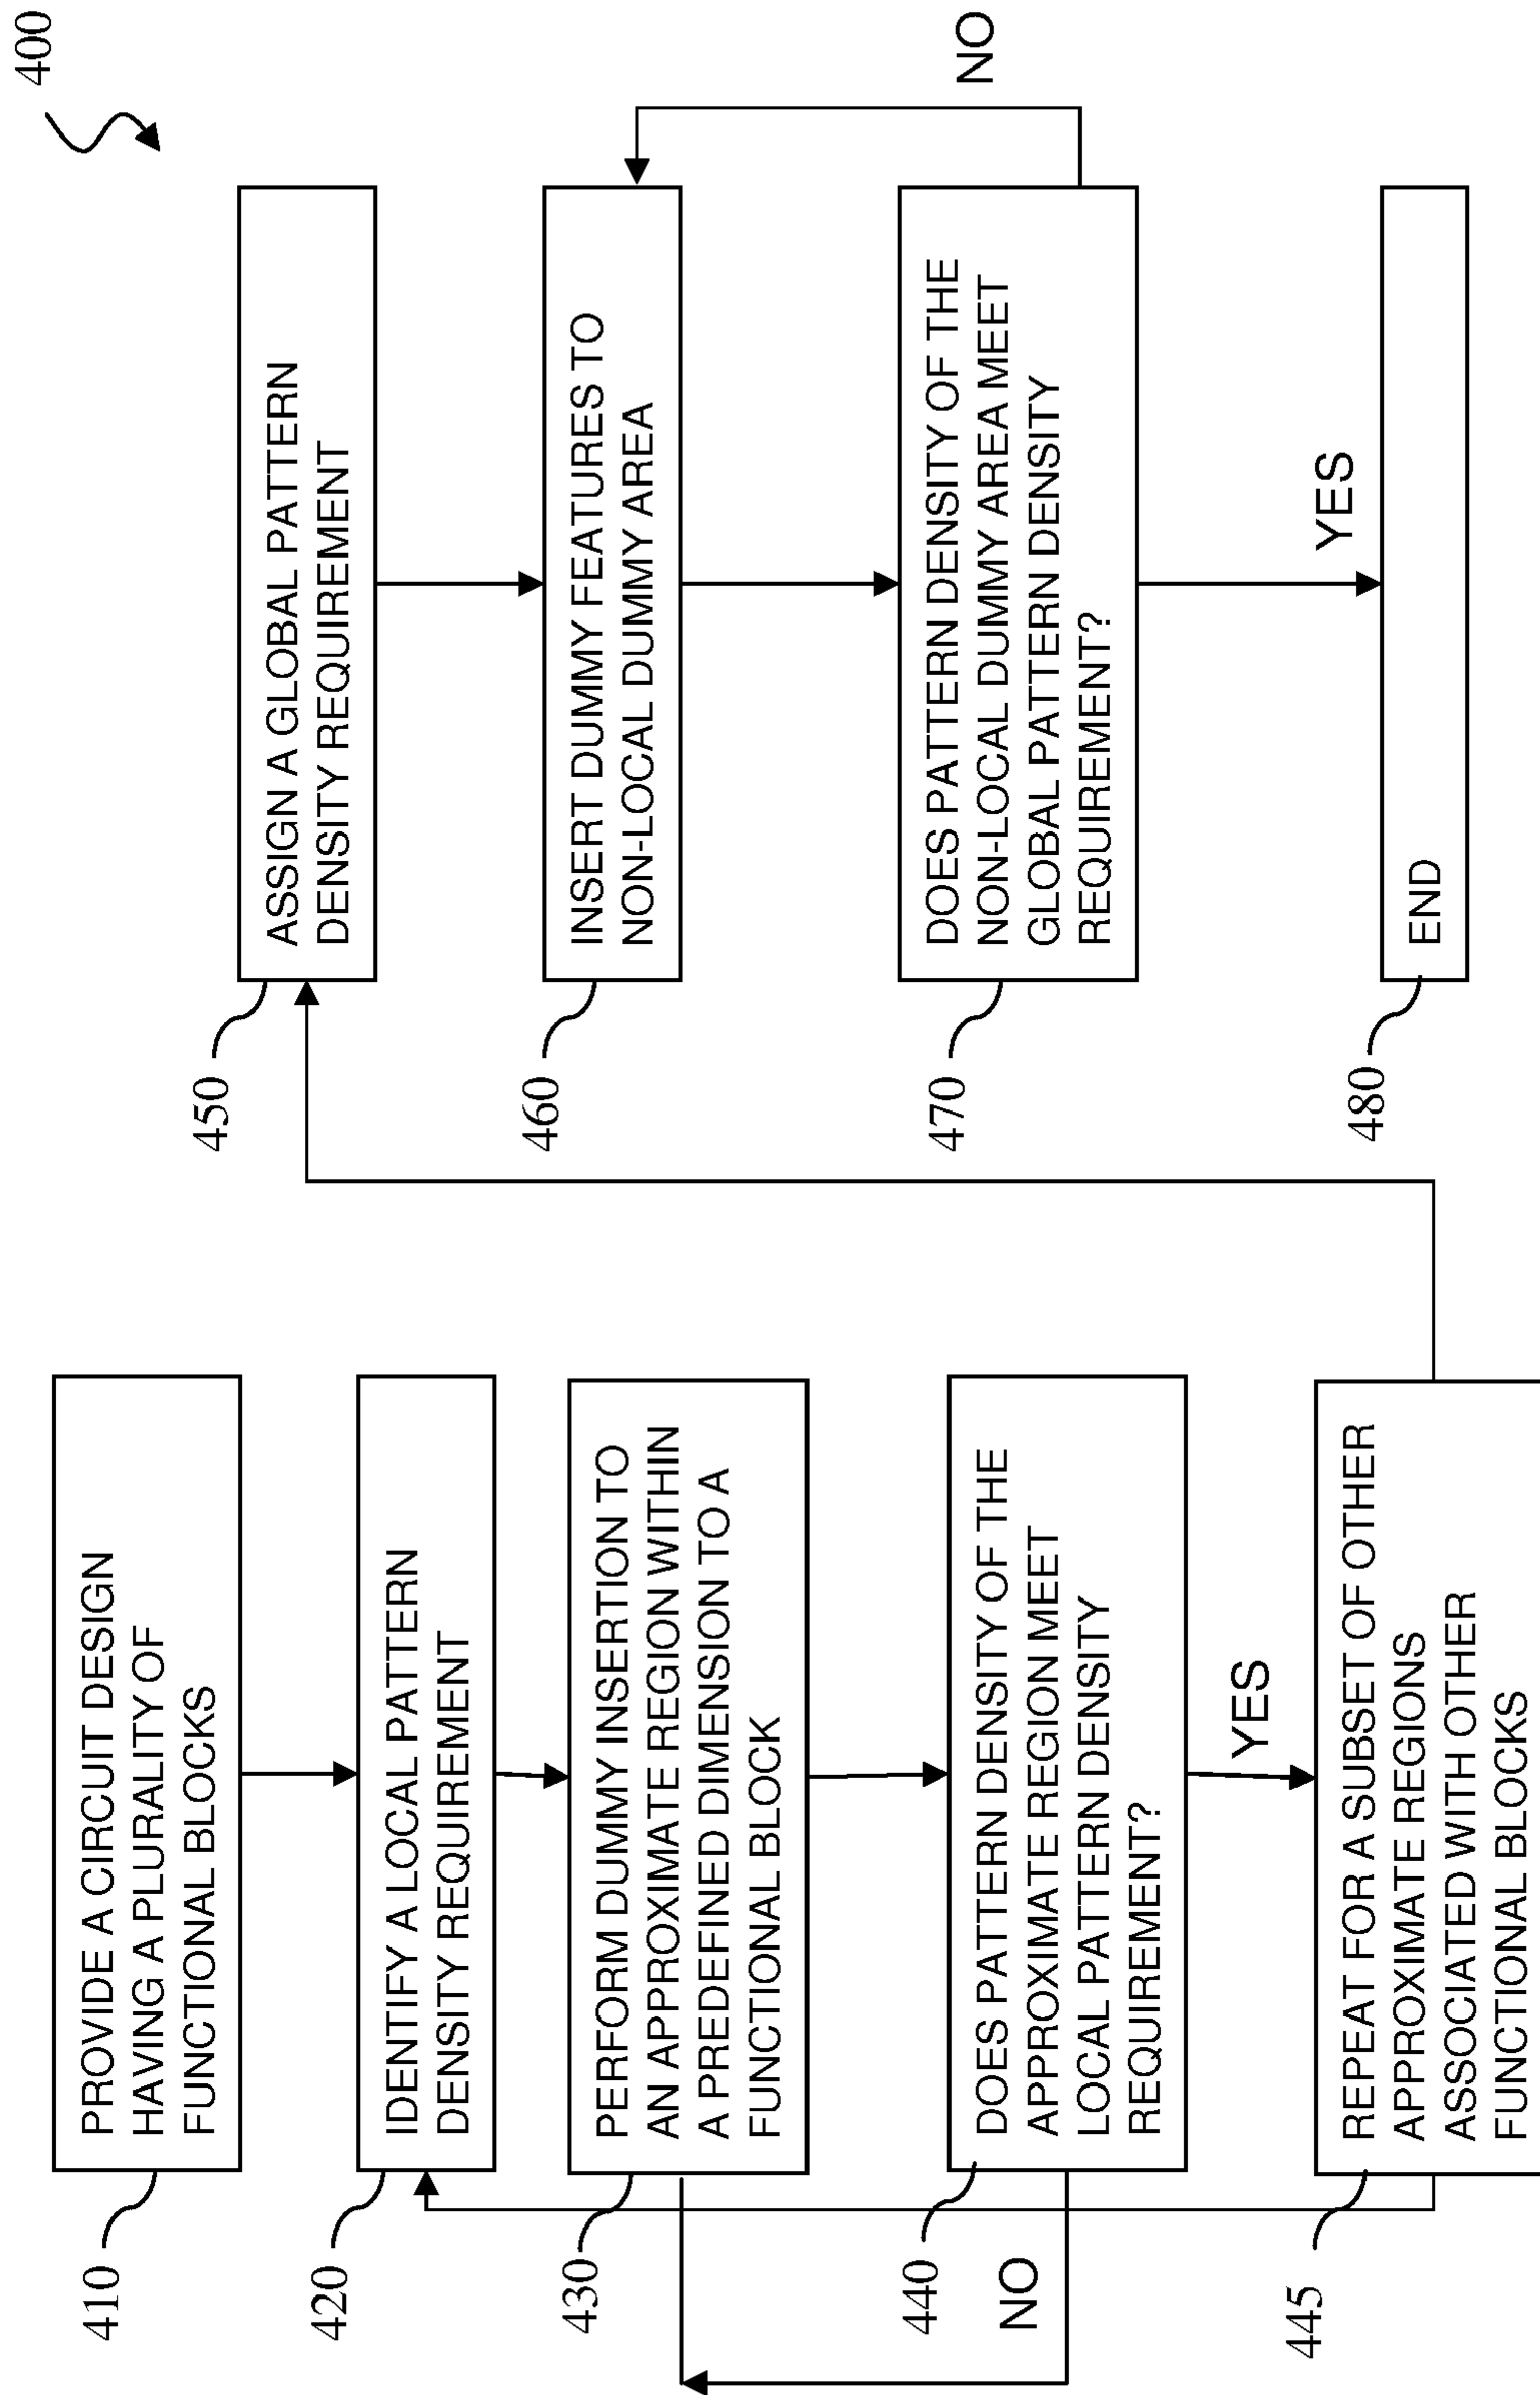 400
410
PROVIDE A CIRCUIT DESIGN
HAVING A PLURALITY OF
FUNCTIONAL BLOCKS
420
IDENTIFY A LOCAL PATTERN
DENSITY REQUIREMENT
430
PERFORM DUMMY INSERTION TO
AN APPROXIMATE REGION WITHIN
A PREDEFINED DIMENSION TO A
FUNCTIONAL BLOCK
440
DOES PATTERN DENSITY OF THE
APPROXIMATE REGION MEET
LOCAL PATTERN DENSITY
REQUIREMENT?
NO
YES
445
REPEAT FOR A SUBSET OF OTHER
APPROXIMATE REGIONS
ASSOCIATED WITH OTHER
FUNCTIONAL BLOCKS
450
ASSIGN A GLOBAL PATTERN
DENSITY REQUIREMENT
460
INSERT DUMMY FEATURES TO
NON-LOCAL DUMMY AREA
470
DOES PATTERN DENSITY OF THE
NON-LOCAL DUMMY AREA MEET
GLOBAL PATTERN DENSITY
REQUIREMENT?
NO
YES
480
END